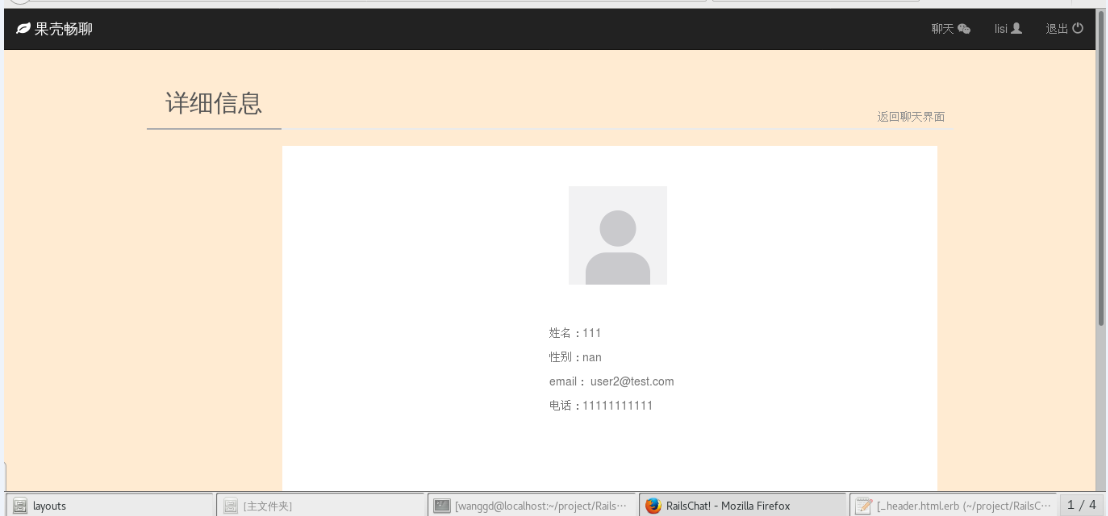 果壳畅聊 聊天 lisi 退出
详细信息
返回聊天界面
姓名：111
性别：nan
email： user2@test.com
电话：11111111111
layouts [主文件夹] [wanggd@localhost:~/project/Rails… RailsChat! - Mozilla Firefox [_header.html.erb (~/project/RailsC… 1 / 4